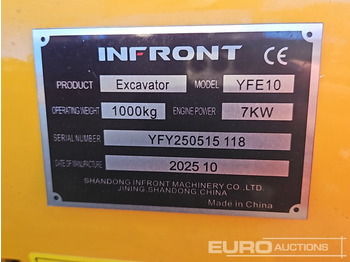 INFRONT CE
PRODUCT Excavator MODEL YFE10
OPERATING WEIGHT 1000kg ENGINE POWER 7KW
SERIAL NUMBER YFY250515 118
DATE OF MANUFACTURE 2025 10
SHANDONG INFRONT MACHINERY CO., LTD.
JINING, SHANDONG, CHINA.
Made in China
EURO AUCTIONS